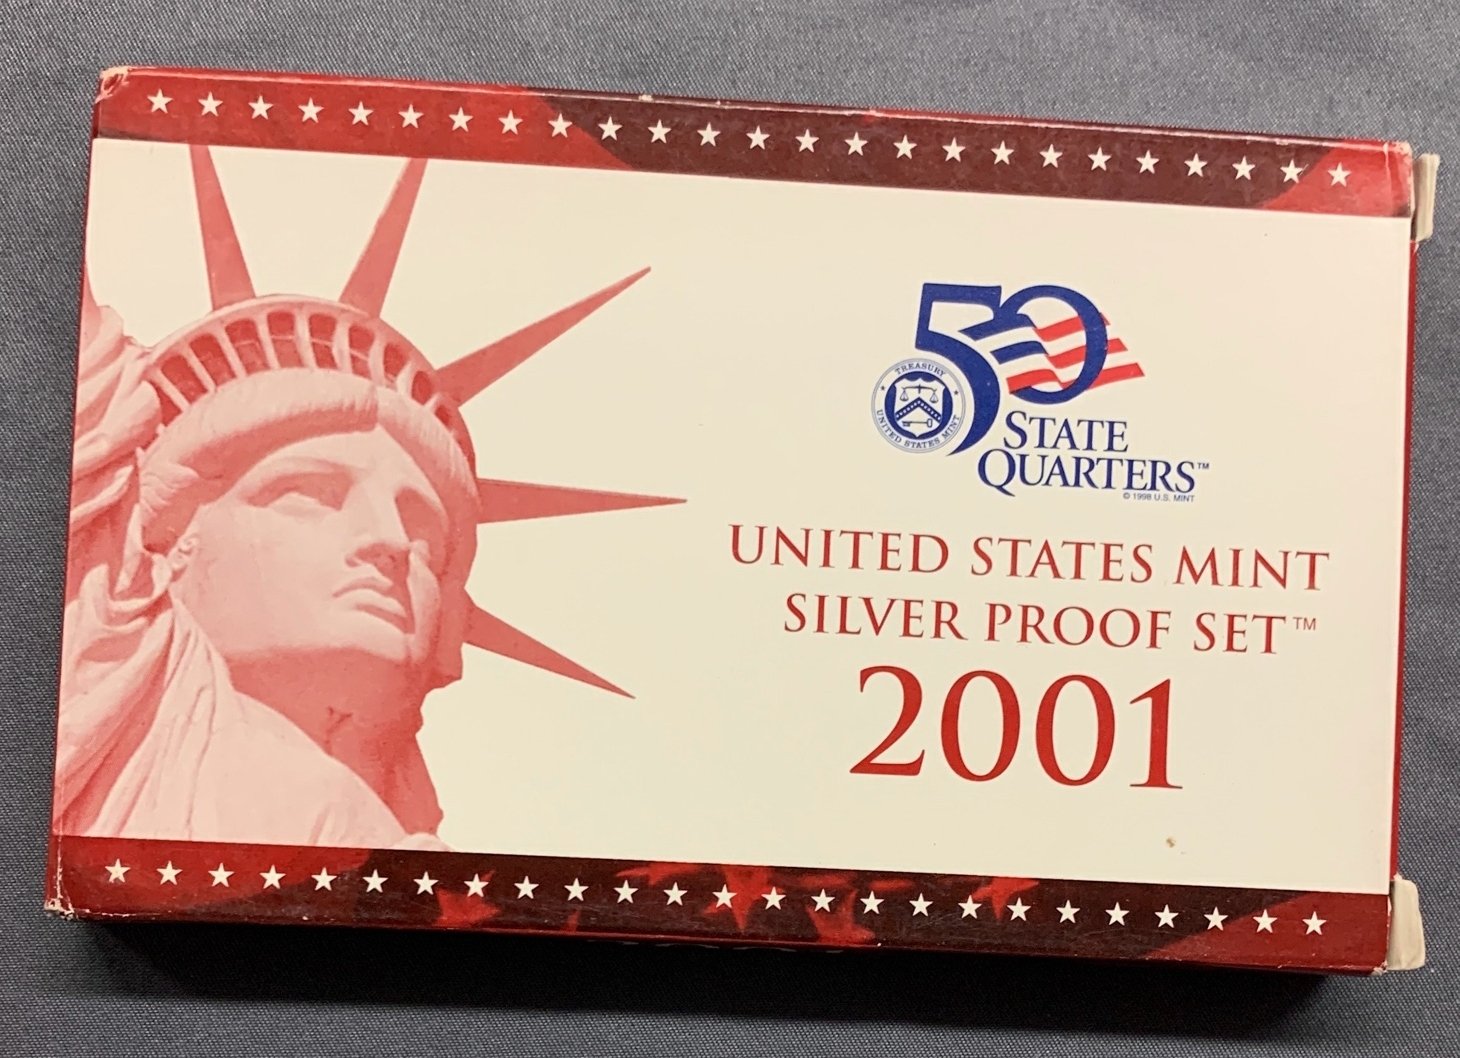 50
TREASURY
UNITED STATES MINT
STATE
QUARTERS™
© 1998 U.S. MINT
UNITED STATES MINT
SILVER PROOF SET™
2001